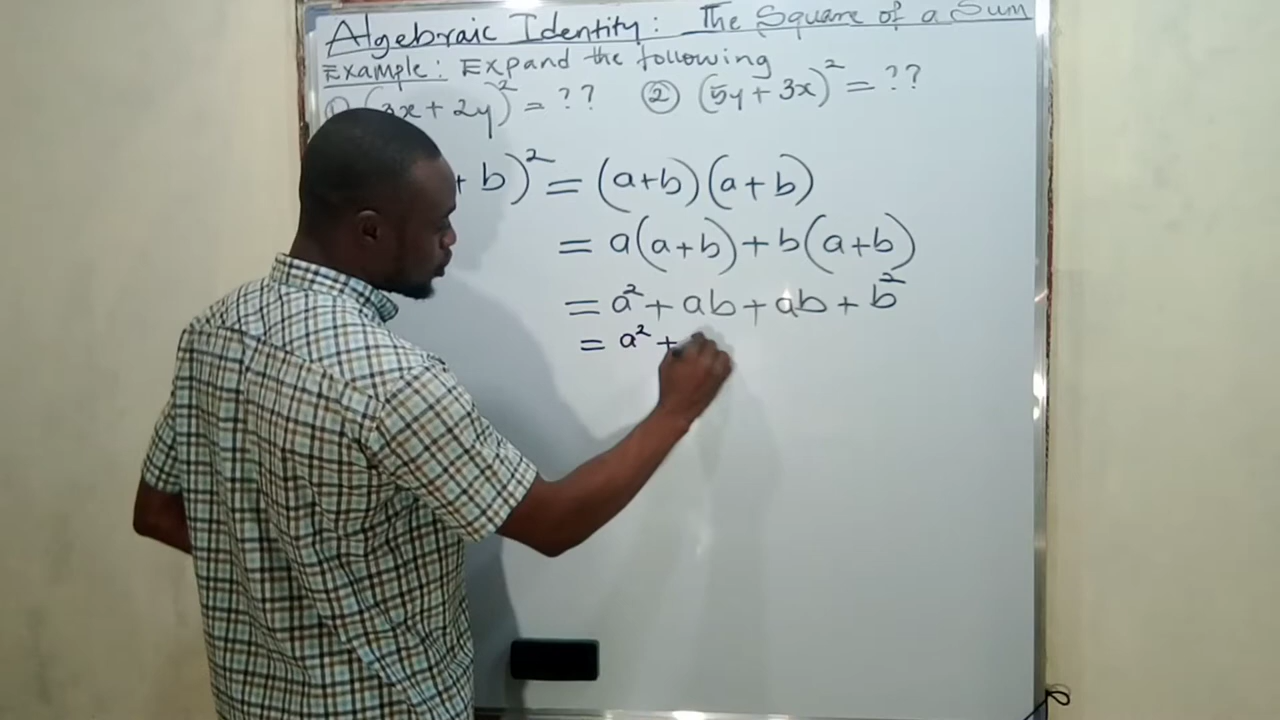 Algebraic Identity: The Square of a Sum
Example: Expand the following
(3x + 2y)² = ?? ② (5y + 3x)² = ??
+ b)² = (a+b)(a+b)
= a(a+b)+b(a+b)
= a² + ab + ab + b²
= a² +